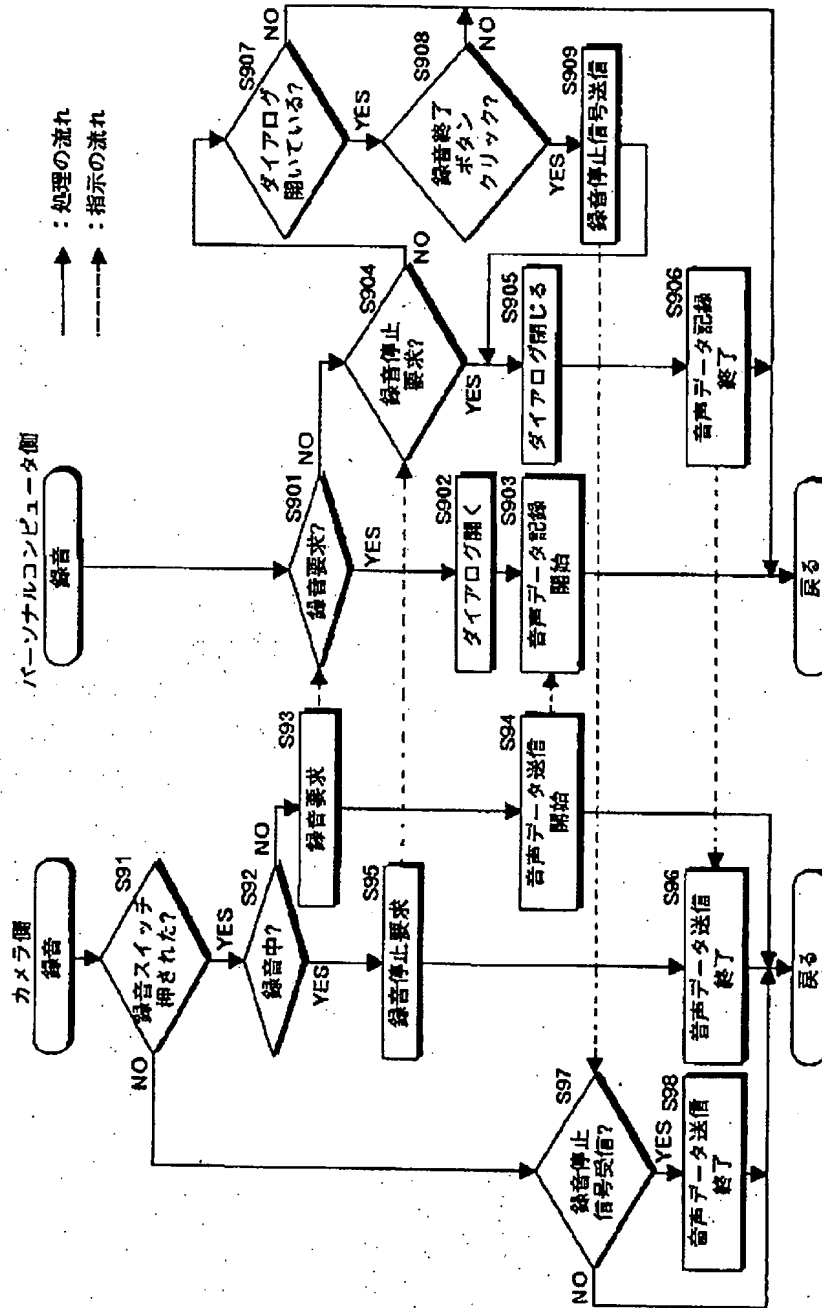 カメラ側
録音
S91
録音スイッチ
押された?
YES
NO
S92
録音中?
NO
YES
S93
録音要求
S95
録音停止要求
S94
音声データ送信
開始
S97
録音停止
信号受信?
YES
NO
S98
音声データ送信
終了
S96
音声データ送信
終了
戻る
パーソナルコンピュータ側
録音
S901
録音要求?
NO
YES
S902
ダイアログ開く
S903
音声データ記録
開始
S904
録音停止
要求?
NO
YES
S905
ダイアログ閉じる
S906
音声データ記録
終了
S907
ダイアログ
開いている?
NO
YES
S908
録音終了
ボタン
クリック?
NO
YES
S909
録音停止信号送信
戻る
:処理の流れ
:指示の流れ